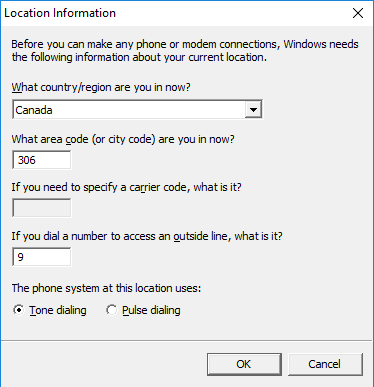 Location Information
Before you can make any phone or modem connections, Windows needs
the following information about your current location.
What country/region are you in now?
Canada
What area code (or city code) are you in now?
306
If you need to specify a carrier code, what is it?
If you dial a number to access an outside line, what is it?
9
The phone system at this location uses:
Tone dialing Pulse dialing
OK Cancel